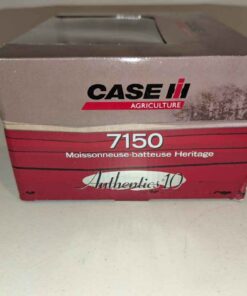 CASE IH
AGRICULTURE
7150
Moissonneuse-batteuse Heritage
Authentics 10